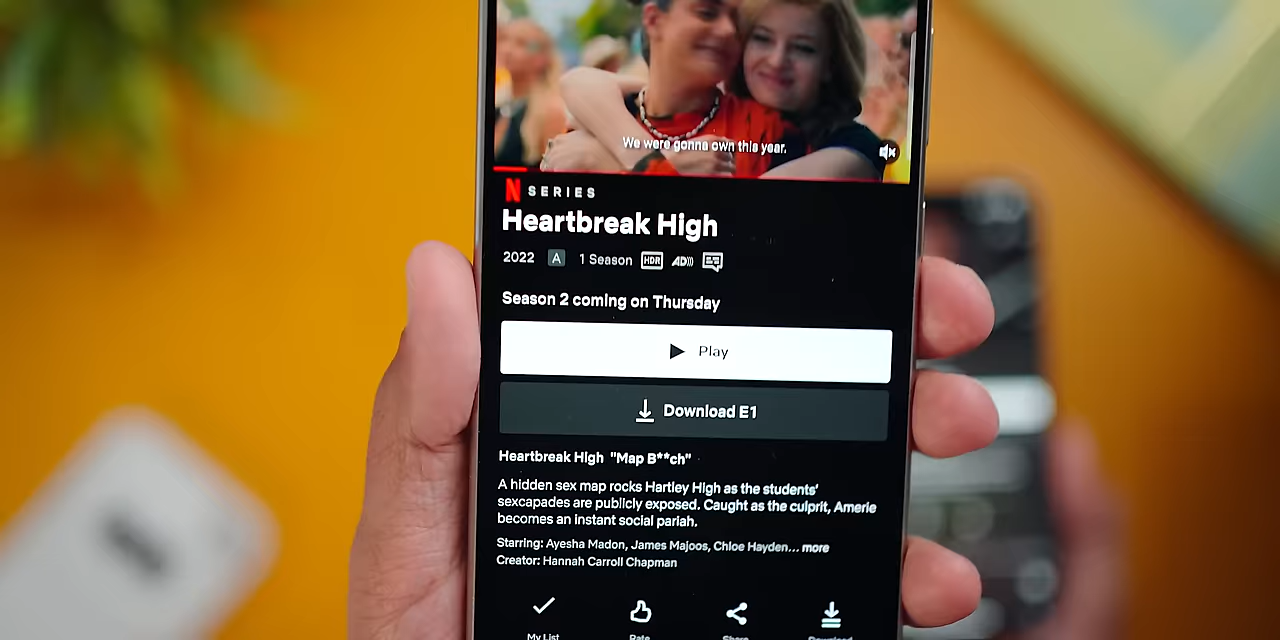 We were gonna own this year.
N SERIES
Heartbreak High
2022 A 1 Season HDR AD
Season 2 coming on Thursday
Play
Download E1
Heartbreak High "Map B**ch"
A hidden sex map rocks Hartley High as the students'
sexcapades are publicly exposed. Caught as the culprit, Amerie
becomes an instant social pariah.
Starring: Ayesha Madon, James Majoos, Chloe Hayden... more
Creator: Hannah Carroll Chapman
My List Rate Share Download